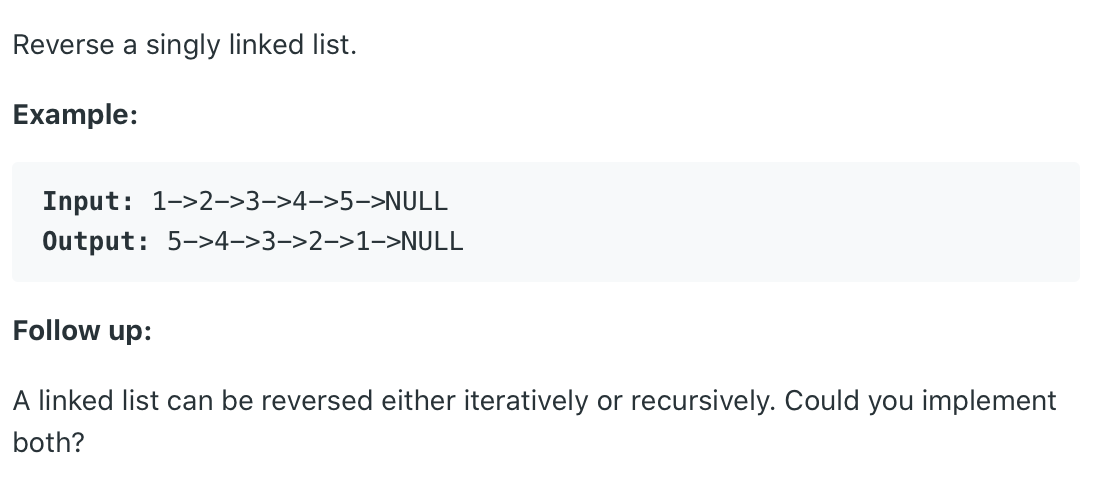 Reverse a singly linked list.
Example:
Input: 1->2->3->4->5->NULL
Output: 5->4->3->2->1->NULL
Follow up:
A linked list can be reversed either iteratively or recursively. Could you implement
both?